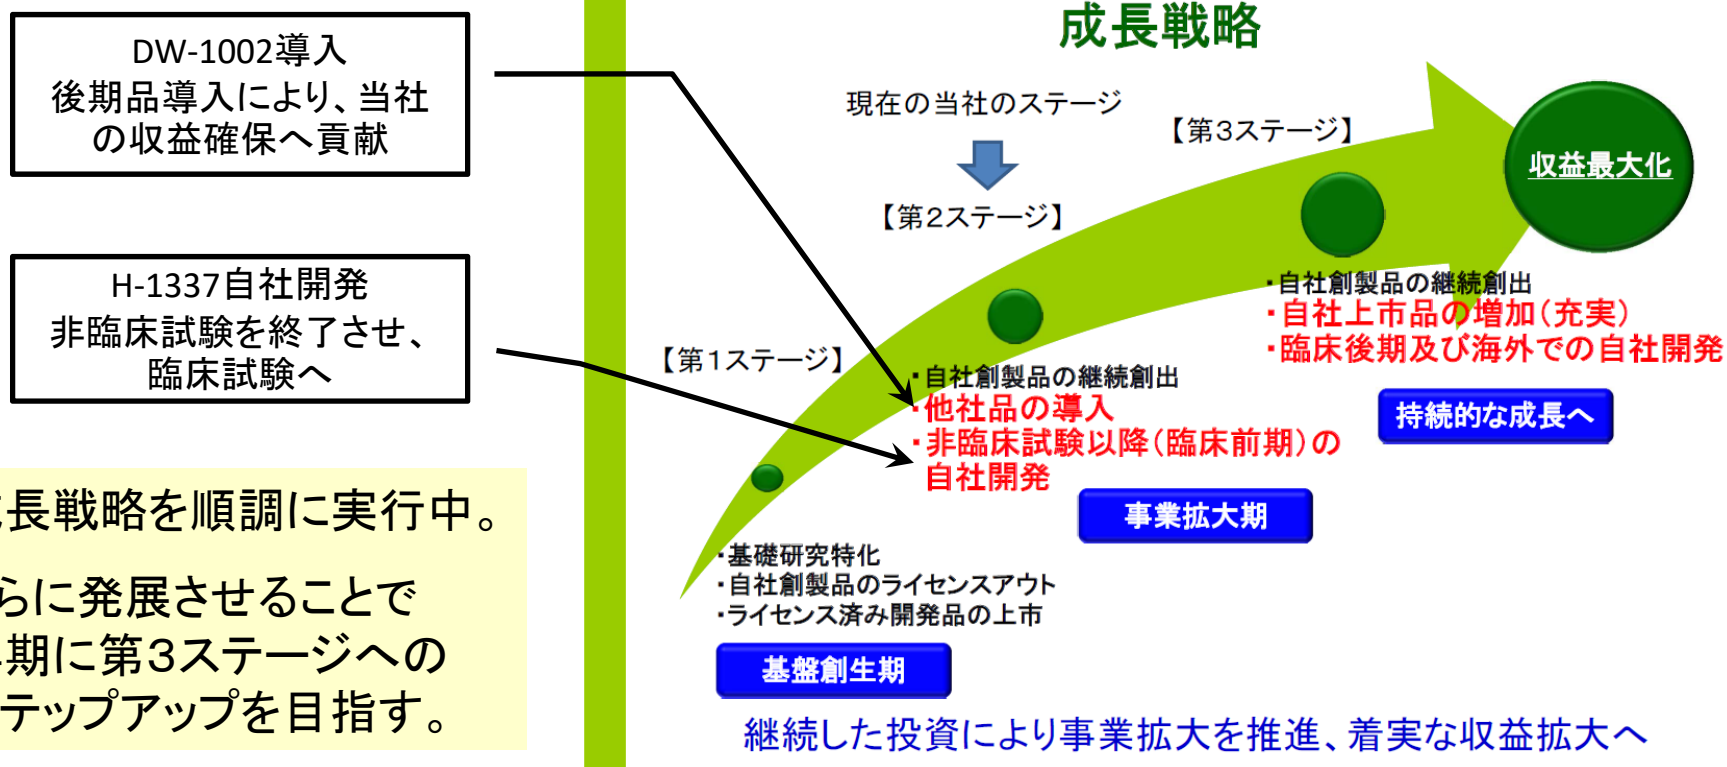 DW-1002導入
後期品導入により、当社
の収益確保へ貢献
H-1337自社開発
非臨床試験を終了させ、
臨床試験へ
長戦略を順調に実行中。
らに発展させることで
期に第3ステージへの
テップアップを目指す。
成長戦略
現在の当社のステージ
【第3ステージ】
収益最大化
【第2ステージ】
・自社創製品の継続創出
・自社上市品の増加(充実)
・臨床後期及び海外での自社開発
持続的な成長へ
【第1ステージ】
・自社創製品の継続創出
・他社品の導入
・非臨床試験以降(臨床前期)の
自社開発
事業拡大期
・基礎研究特化
・自社創製品のライセンスアウト
・ライセンス済み開発品の上市
基盤創生期
継続した投資により事業拡大を推進、着実な収益拡大へ